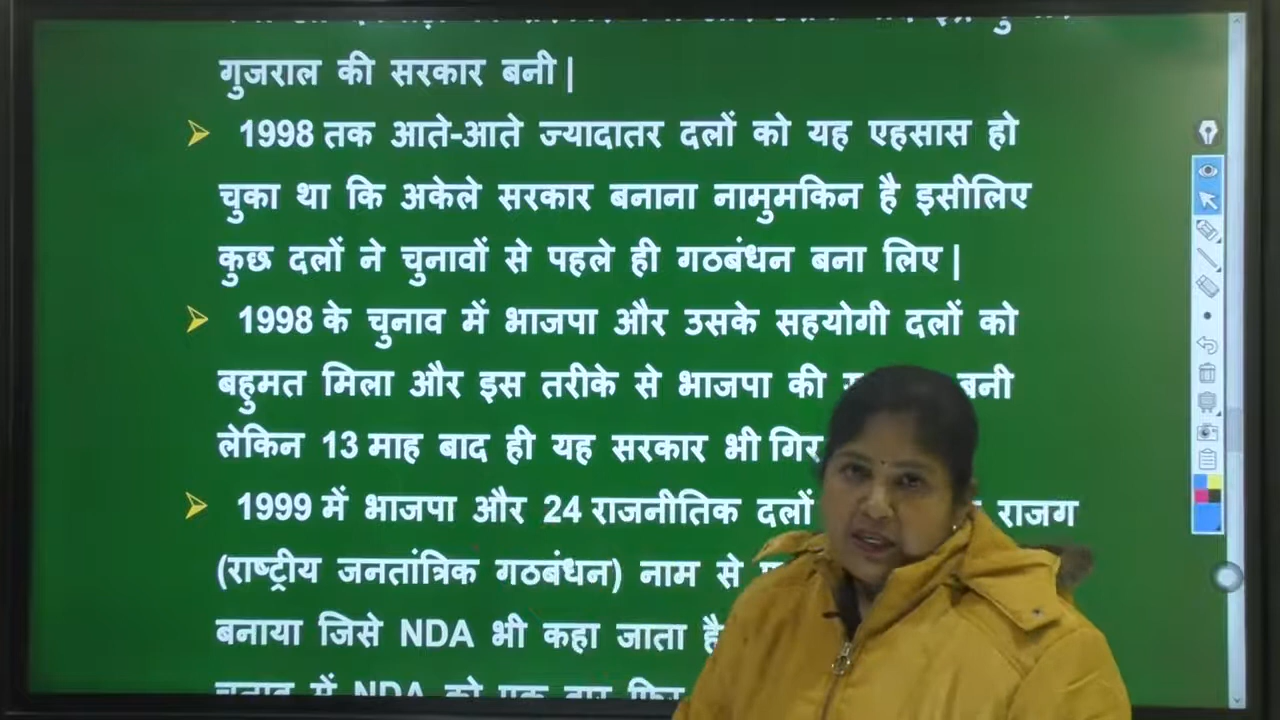 गुजराल की सरकार बनी |
➢ 1998 तक आते-आते ज्यादातर दलों को यह एहसास हो
चुका था कि अकेले सरकार बनाना नामुमकिन है इसीलिए
कुछ दलों ने चुनावों से पहले ही गठबंधन बना लिए |
➢ 1998 के चुनाव में भाजपा और उसके सहयोगी दलों को
बहुमत मिला और इस तरीके से भाजपा की बनी
लेकिन 13 माह बाद ही यह सरकार भी गिर
➢ 1999 में भाजपा और 24 राजनीतिक दलों राजग
(राष्ट्रीय जनतांत्रिक गठबंधन) नाम से
बनाया जिसे NDA भी कहा जाता है
चुनाव में NDA को एक बार फिर